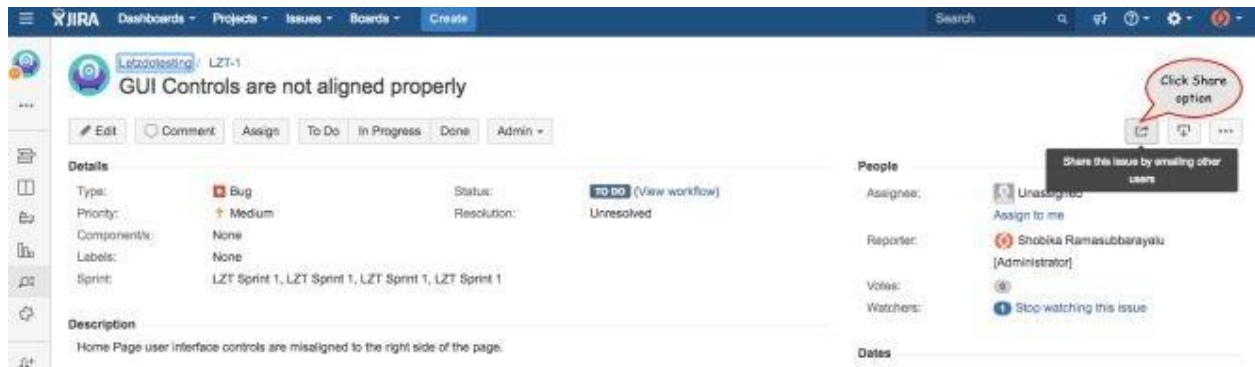 JIRA Dashboards Projects Issues Boards Create Search
Letzdotesting / LZT-1
GUI Controls are not aligned properly
Click Share
option
Edit Comment Assign To Do In Progress Done Admin
Share this issue by emailing other
users
Details
Type: Bug
Status: TO DO (View workflow)
Priority: Medium
Resolution: Unresolved
Component/s: None
Labels: None
Sprint: LZT Sprint 1, LZT Sprint 1, LZT Sprint 1, LZT Sprint 1
People
Assignee: Unassigned
Assign to me
Reporter: Shobika Ramasubbarayalu
[Administrator]
Votes: 0
Watchers: 1 Stop watching this issue
Description
Home Page user interface controls are misaligned to the right side of the page.
Dates